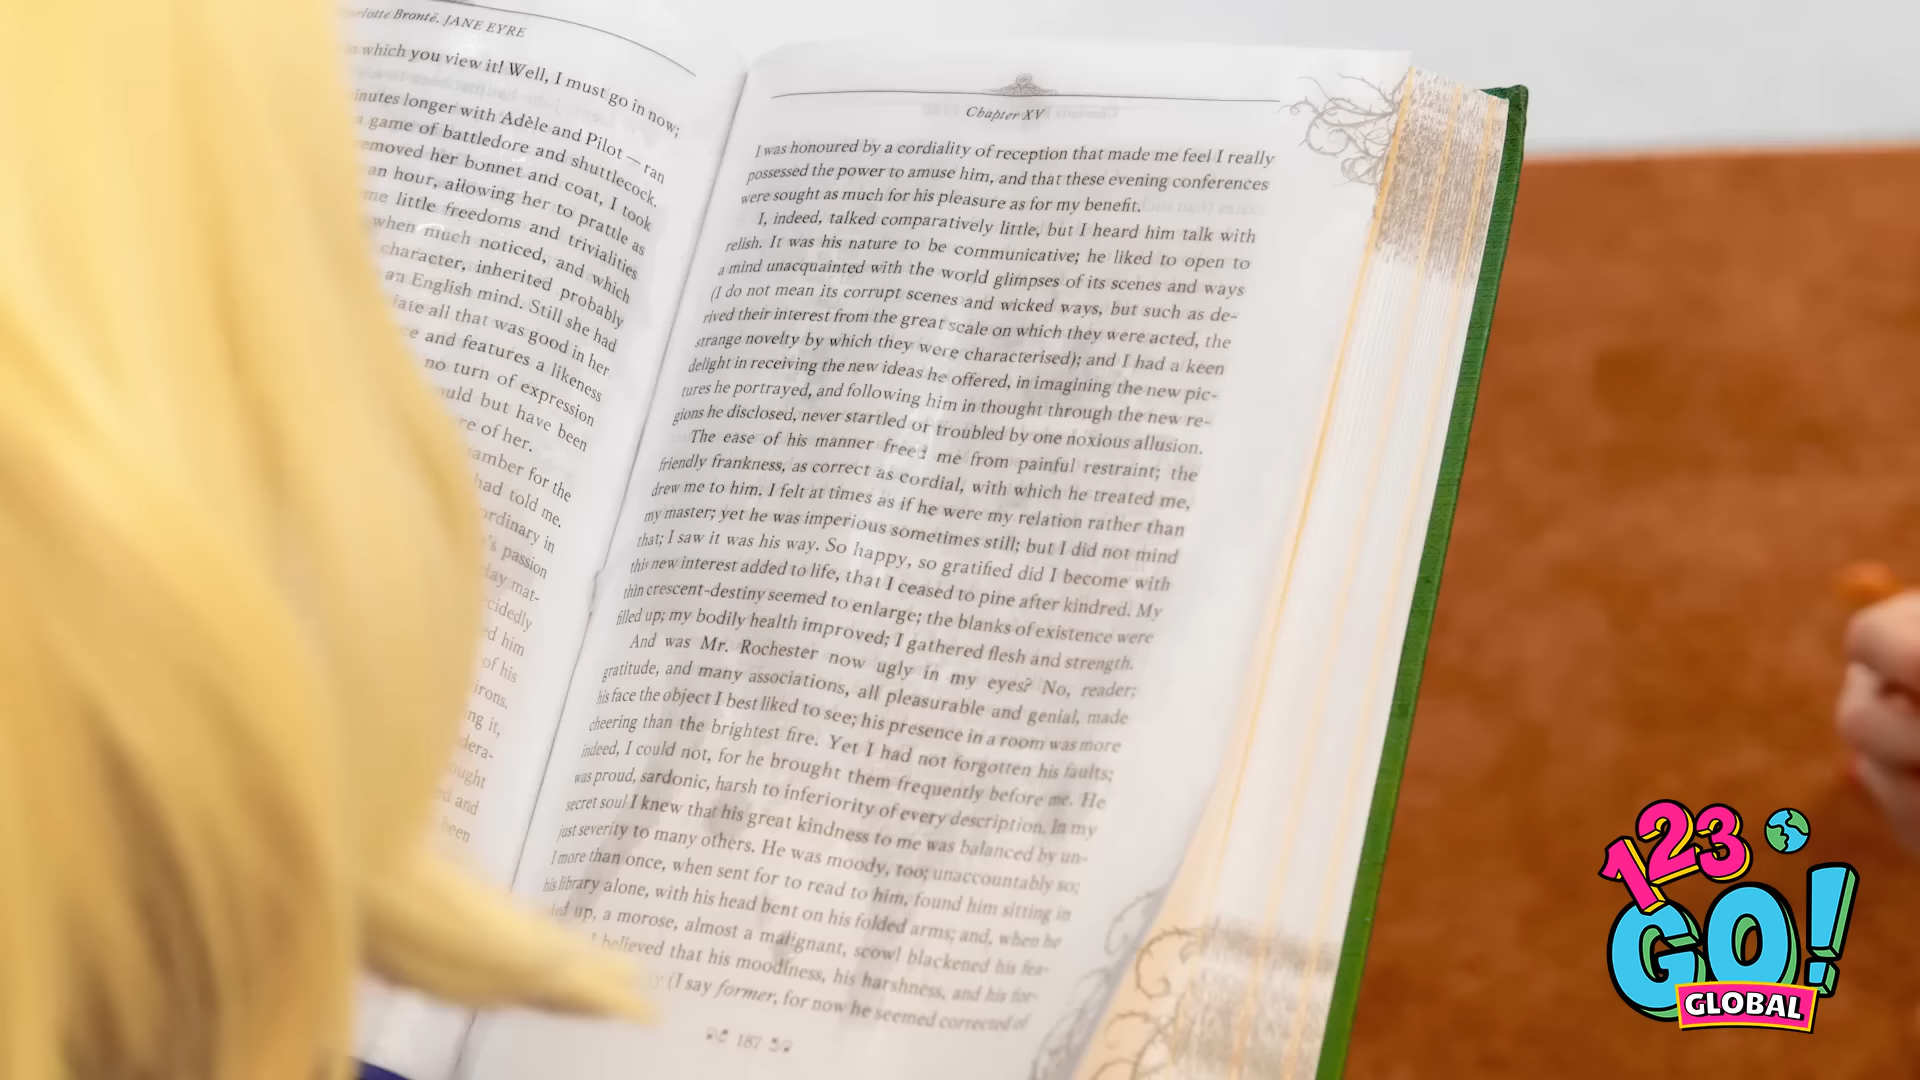 Charlotte Brontë. JANE EYRE
in which you view it! Well, I must go in now;
minutes longer with Adèle and Pilot — ran
a game of battledore and shuttlecock.
removed her bonnet and coat, I took
an hour, allowing her to prattle as
me little freedoms and trivialities
when much noticed, and which
character, inherited probably
an English mind. Still she had
all that was good in her
and features a likeness
no turn of expression
but have been
of her.
for the
had told me.
in
passion
day mat-
him
of his
irons.
it,
and
been
Chapter XV
I was honoured by a cordiality of reception that made me feel I really
possessed the power to amuse him, and that these evening conferences
were sought as much for his pleasure as for my benefit.
I, indeed, talked comparatively little, but I heard him talk with
relish. It was his nature to be communicative; he liked to open to
a mind unacquainted with the world glimpses of its scenes and ways
(I do not mean its corrupt scenes and wicked ways, but such as de-
rived their interest from the great scale on which they were acted, the
strange novelty by which they were characterised); and I had a keen
delight in receiving the new ideas he offered, in imagining the new pic-
tures he portrayed, and following him in thought through the new re-
gions he disclosed, never startled or troubled by one noxious allusion.
The ease of his manner freed me from painful restraint; the
friendly frankness, as correct as cordial, with which he treated me,
drew me to him. I felt at times as if he were my relation rather than
my master; yet he was imperious sometimes still; but I did not mind
that; I saw it was his way. So happy, so gratified did I become with
this new interest added to life, that I ceased to pine after kindred. My
thin crescent-destiny seemed to enlarge; the blanks of existence were
filled up; my bodily health improved; I gathered flesh and strength.
And was Mr. Rochester now ugly in my eyes? No, reader;
gratitude, and many associations, all pleasurable and genial, made
his face the object I best liked to see; his presence in a room was more
cheering than the brightest fire. Yet I had not forgotten his faults;
indeed, I could not, for he brought them frequently before me. He
was proud, sardonic, harsh to inferiority of every description. In my
secret soul I knew that his great kindness to me was balanced by un-
just severity to many others. He was moody, too; unaccountably so;
I more than once, when sent for to read to him, found him sitting in
his library alone, with his head bent on his folded arms; and, when he
up, a morose, almost a malignant, scowl blackened his fea-
I believed that his moodiness, his harshness, and his for-
(I say former, for now he seemed corrected of
187
123
GO!
GLOBAL